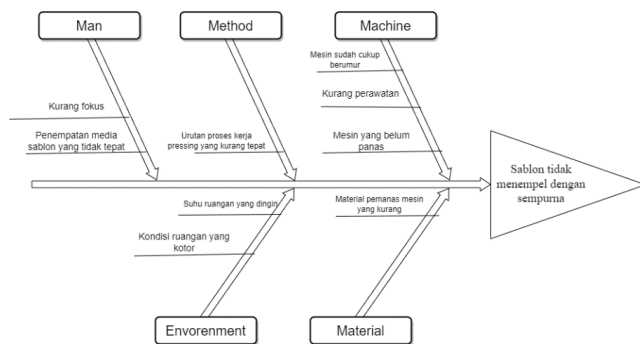 Man
Method
Machine
Mesin sudah cukup
berumur
Kurang perawatan
Mesin yang belum
panas
Kurang fokus
Penempatan media
sablon yang tidak tepat
Urutan proses kerja
pressing yang kurang tepat
Sablon tidak
menempel dengan
sempurna
Suhu ruangan yang dingin
Kondisi ruangan yang
kotor
Material pemanas mesin
yang kurang
Envorenment
Material